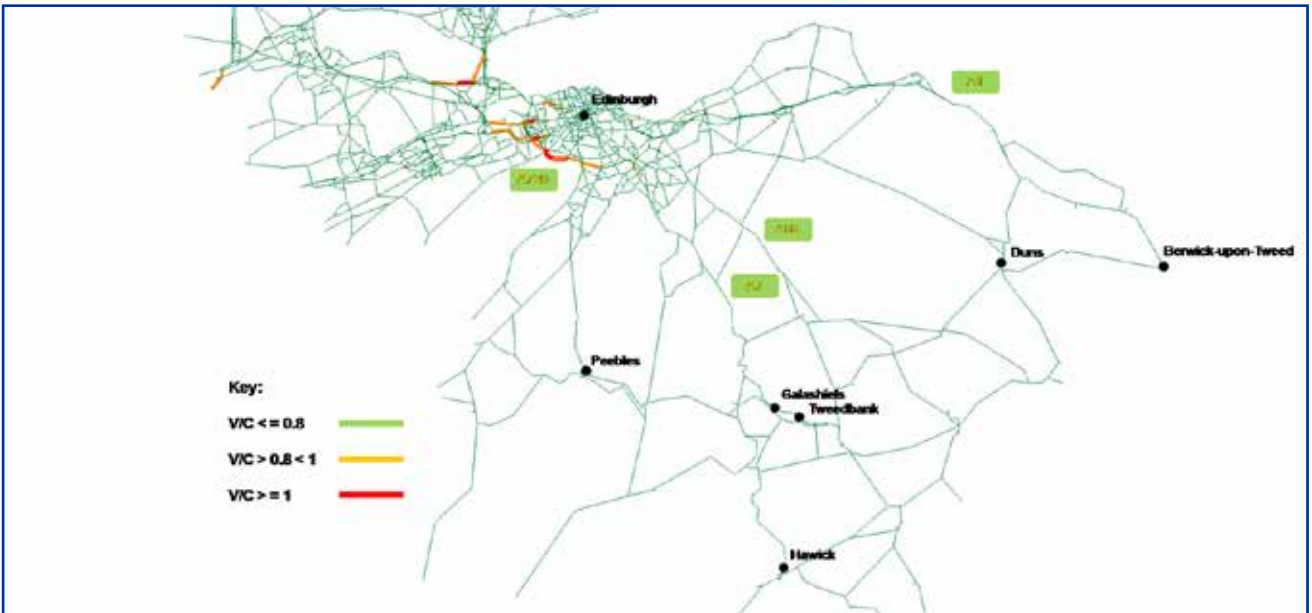 Edinburgh
Duns
Berwick-upon-Tweed
Peebles
Galashiels
Tweedbank
Hawick
Key:
V/C <= 0.8
V/C > 0.8 < 1
V/C >= 1